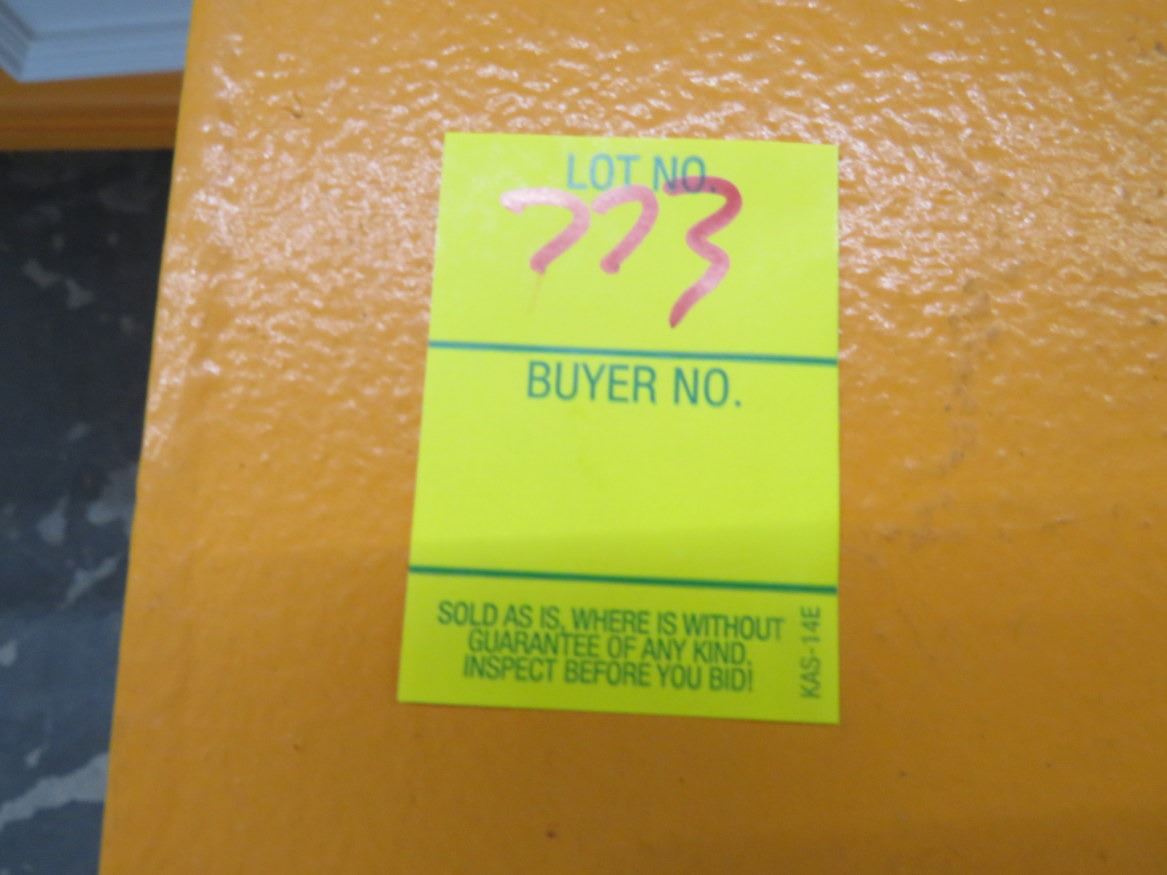 LOT NO.
773
BUYER NO.
SOLD AS IS, WHERE IS WITHOUT
GUARANTEE OF ANY KIND.
INSPECT BEFORE YOU BID!
KAS-14E